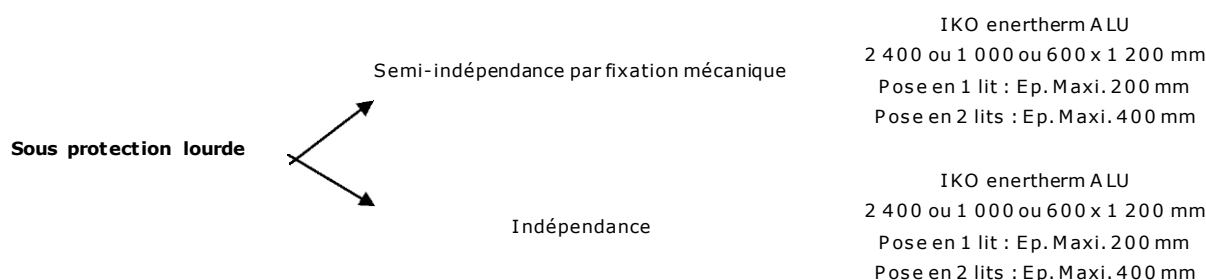 Sous protection lourde
Semi-indépendance par fixation mécanique
IKO enertherm ALU
2 400 ou 1 000 ou 600 x 1 200 mm
Pose en 1 lit : Ep. Maxi. 200 mm
Pose en 2 lits : Ep. Maxi. 400 mm
Indépendance
IKO enertherm ALU
2 400 ou 1 000 ou 600 x 1 200 mm
Pose en 1 lit : Ep. Maxi. 200 mm
Pose en 2 lits : Ep. Maxi. 400 mm